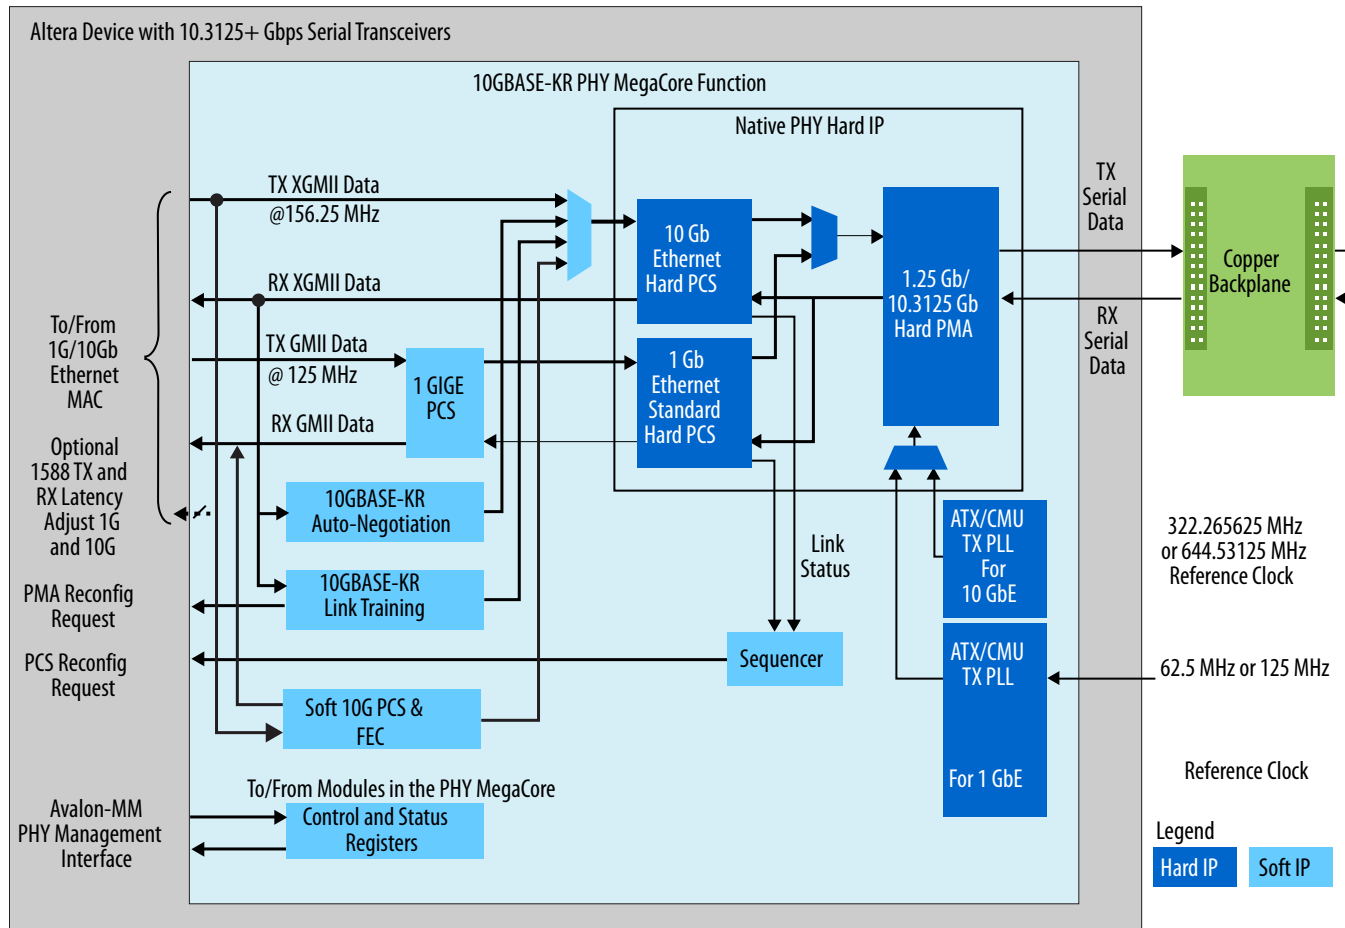 Altera Device with 10.3125+ Gbps Serial Transceivers
10GBASE-KR PHY MegaCore Function
Native PHY Hard IP
TX XGMII Data
@156.25 MHz
RX XGMII Data
TX GMII Data
@ 125 MHz
RX GMII Data
To/From
1G/10Gb
Ethernet
MAC
Optional
1588 TX and
RX Latency
Adjust 1G
and 10G
PMA Reconfig
Request
PCS Reconfig
Request
Avalon-MM
PHY Management
Interface
1 GIGE
PCS
10GBASE-KR
Auto-Negotiation
10GBASE-KR
Link Training
Soft 10G PCS &
FEC
To/From Modules in the PHY MegaCore
Control and Status
Registers
10 Gb
Ethernet
Hard PCS
1 Gb
Ethernet
Standard
Hard PCS
1.25 Gb/
10.3125 Gb
Hard PMA
Link
Status
Sequencer
ATX/CMU
TX PLL
For
10 GbE
ATX/CMU
TX PLL
For 1 GbE
TX
Serial
Data
RX
Serial
Data
Copper
Backplane
322.265625 MHz
or 644.53125 MHz
Reference Clock
62.5 MHz or 125 MHz
Reference Clock
Legend
Hard IP
Soft IP